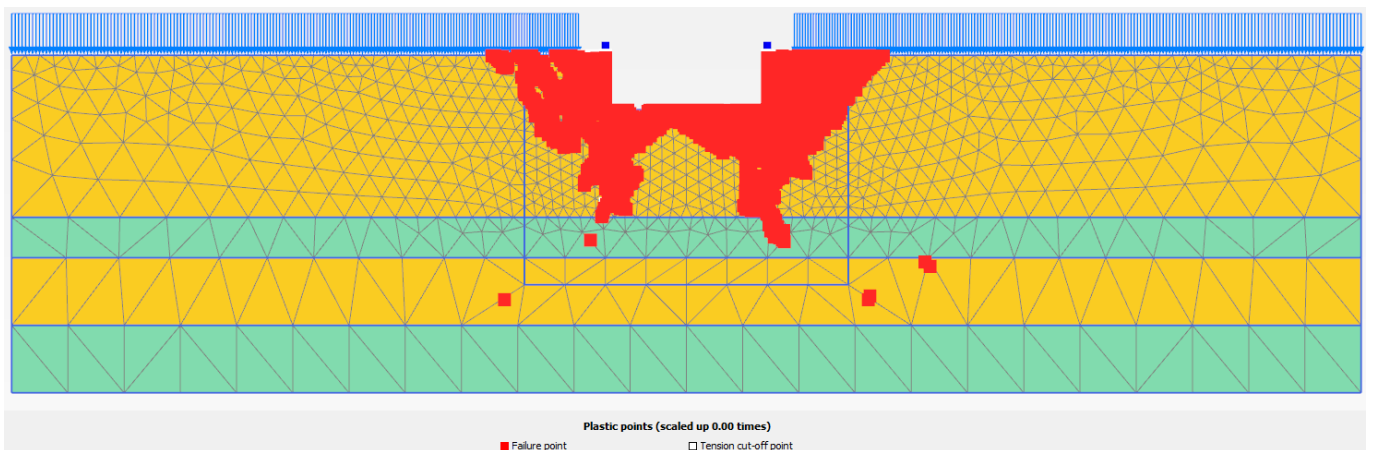 Plastic points (scaled up 0.00 times)
Failure point Tension cut-off point